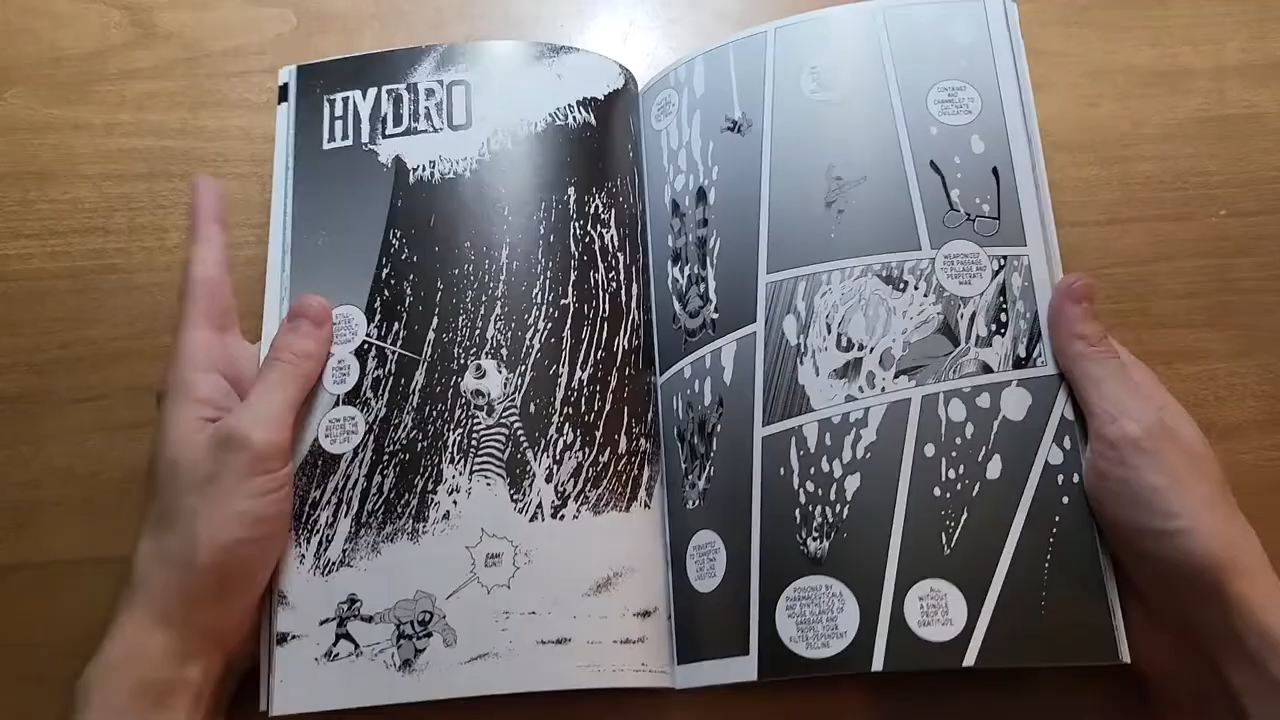 HYDRO
STILL-
WATER?
THOUGHT!
MY
POWER
FLOWS
PURE.
NOW BOW
BEFORE THE
WELLSPRING
OF LIFE!
BAM!
RUN!!!
CONTAINED
AND
CHANNELED TO
CULTIVATE
CIVILIZATION.
WEAPONIZED
FOR PASSAGE
TO PILLAGE AND
PERPETRATE
WAR.
PERVERTED
TO TRANSPORT
YOUR OWN
KIND LIKE
LIVESTOCK.
POISONED BY
PHARMACEUTICALS
AND SYNTHETICS TO
HOUSE ISLANDS OF
GARBAGE AND
PROPEL YOUR
FILTER-DEPENDENT
DECLINE.
ALL
WITHOUT
A SINGLE
DROP OF
GRATITUDE.